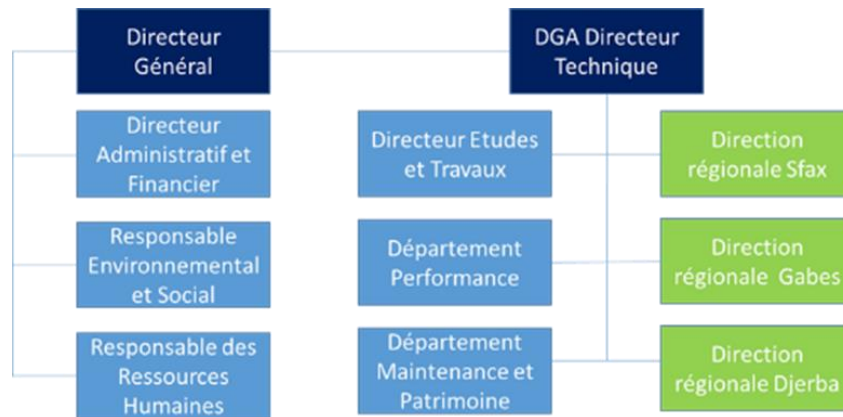 Directeur
Général
DGA Directeur
Technique
Directeur
Administratif et
Financier
Directeur Etudes
et Travaux
Direction
régionale Sfax
Responsable
Environnemental
et Social
Département
Performance
Direction
régionale Gabes
Responsable des
Ressources
Humaines
Département
Maintenance et
Patrimoine
Direction
régionale Djerba